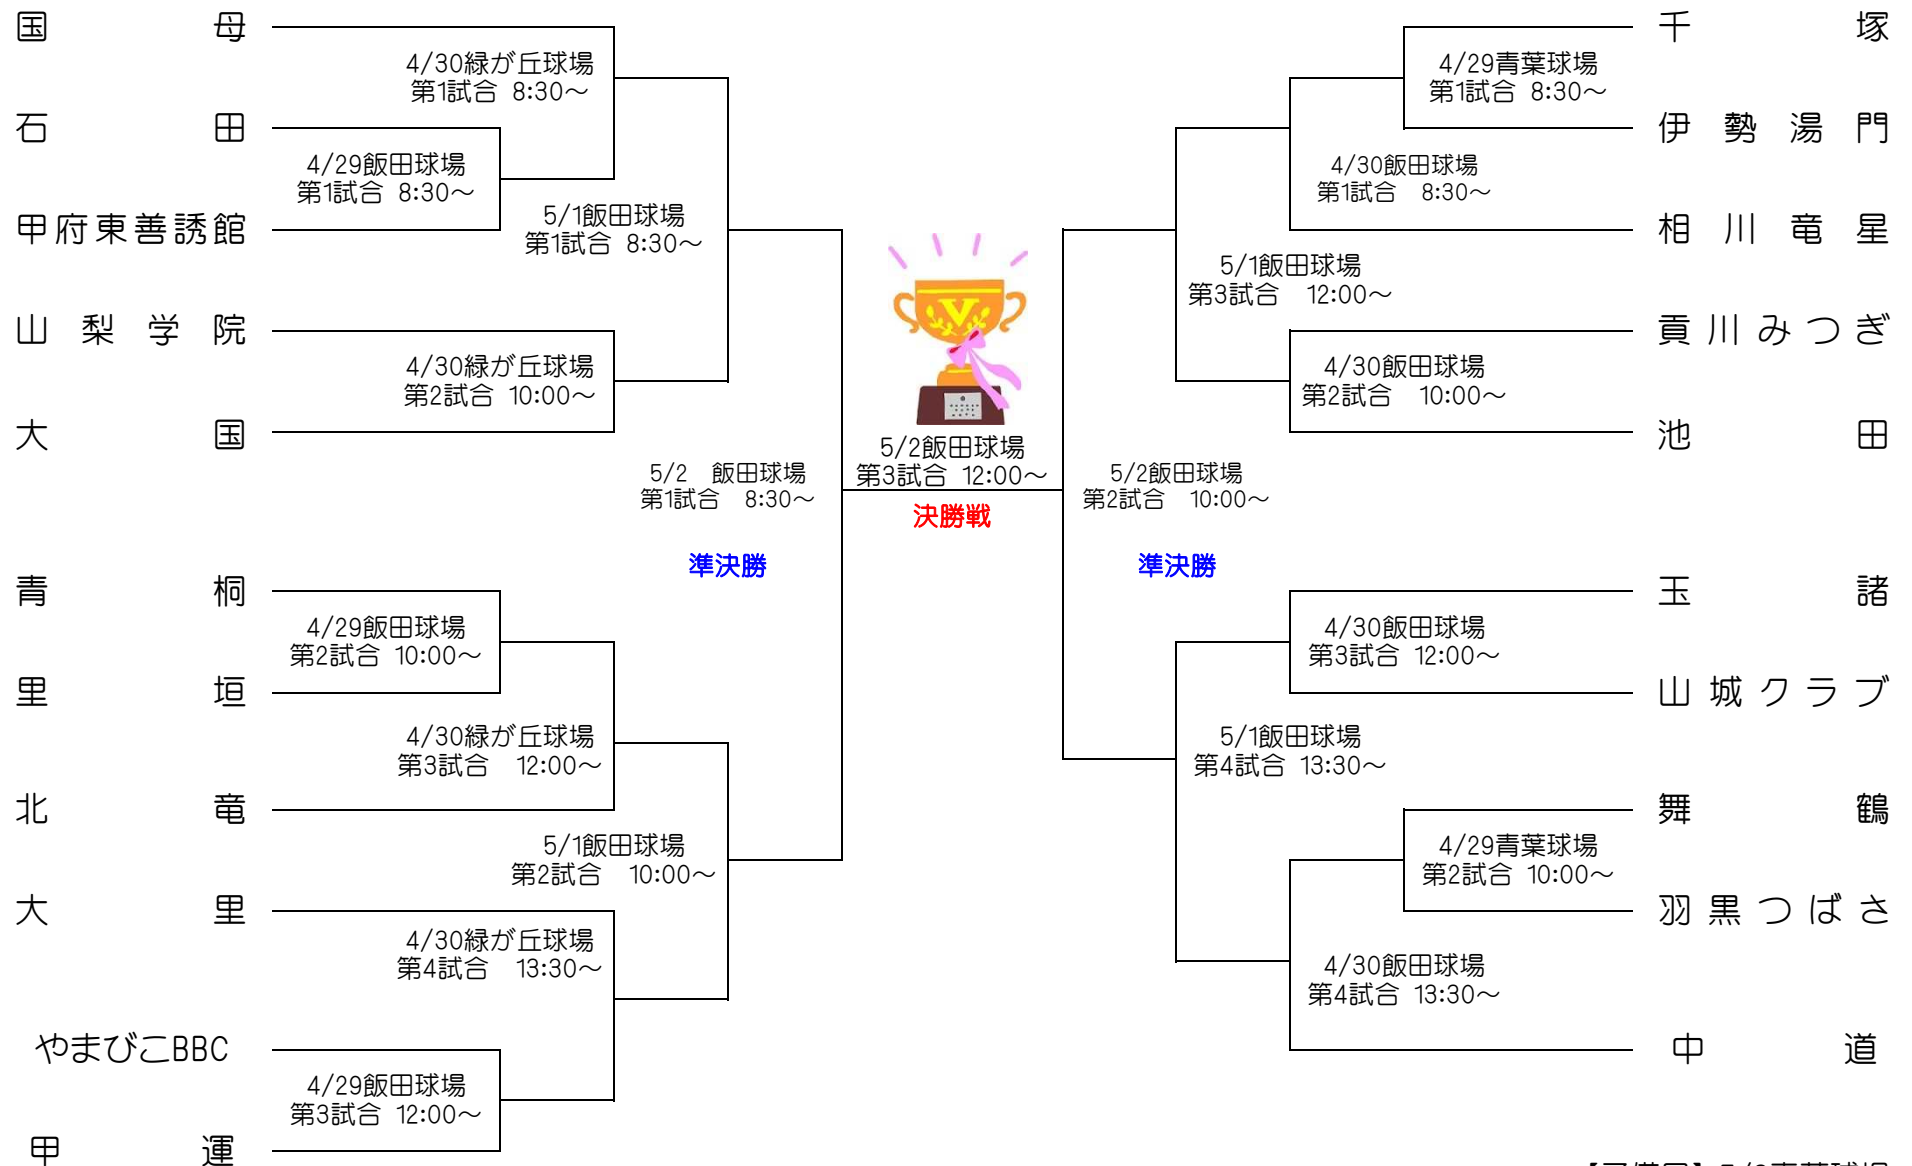 国母
4/30緑が丘球場
第1試合 8:30～
石田
4/29飯田球場
第1試合 8:30～
甲府東善誘館
5/1飯田球場
第1試合 8:30～
山梨学院
4/30緑が丘球場
第2試合 10:00～
大国
5/2 飯田球場
第1試合 8:30～
準決勝
青桐
4/29飯田球場
第2試合 10:00～
里垣
4/30緑が丘球場
第3試合 12:00～
北竜
5/1飯田球場
第2試合 10:00～
大里
4/30緑が丘球場
第4試合 13:30～
やまびこBBC
4/29飯田球場
第3試合 12:00～
甲運
V
5/2飯田球場
第3試合 12:00～
決勝戦
千塚
4/29青葉球場
第1試合 8:30～
伊勢湯門
4/30飯田球場
第1試合 8:30～
相川竜星
5/1飯田球場
第3試合 12:00～
貢川みつぎ
4/30飯田球場
第2試合 10:00～
池田
5/2飯田球場
第2試合 10:00～
準決勝
玉諸
4/30飯田球場
第3試合 12:00～
山城クラブ
5/1飯田球場
第4試合 13:30～
舞鶴
4/29青葉球場
第2試合 10:00～
羽黒つばさ
4/30飯田球場
第4試合 13:30～
中道